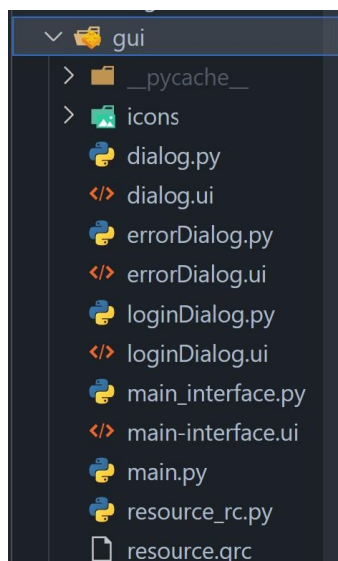 gui
__pycache__
icons
dialog.py
dialog.ui
errorDialog.py
errorDialog.ui
loginDialog.py
loginDialog.ui
main_interface.py
main-interface.ui
main.py
resource_rc.py
resource.qrc